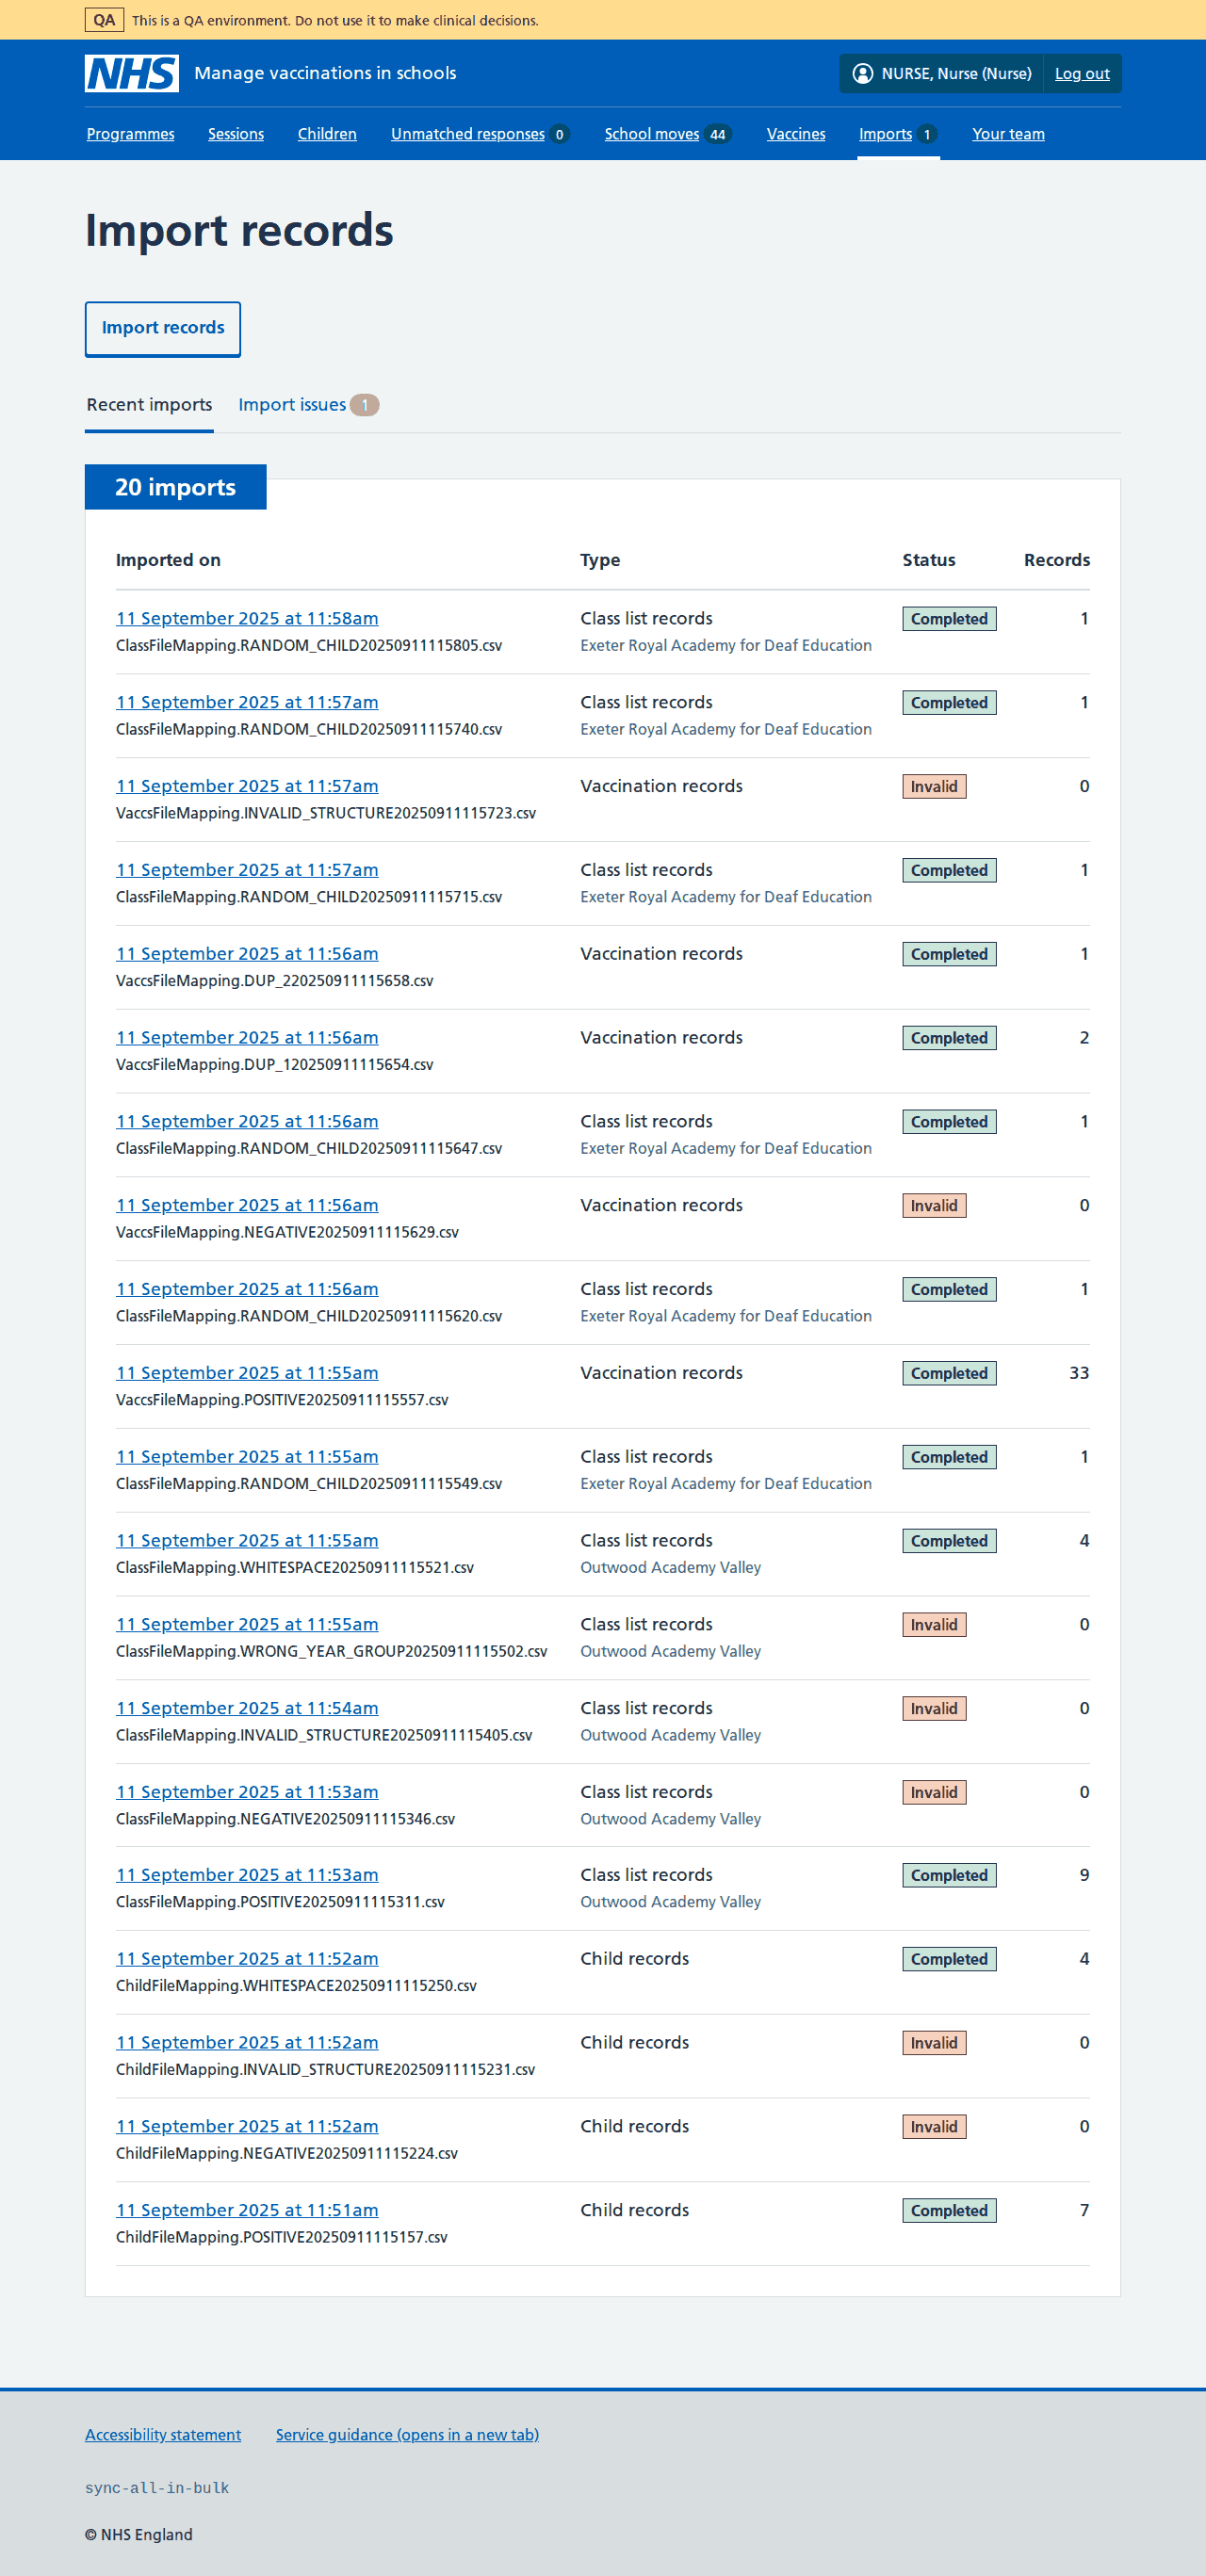 QA This is a QA environment. Do not use it to make clinical decisions.
NHS Manage vaccinations in schools NURSE, Nurse (Nurse) Log out
Programmes Sessions Children Unmatched responses 0 School moves 44 Vaccines Imports 1 Your team
Import records
Import records
Recent imports Import issues 1
20 imports
Imported on Type Status Records
11 September 2025 at 11:58am Class list records Completed 1
ClassFileMapping.RANDOM_CHILD20250911115805.csv Exeter Royal Academy for Deaf Education
11 September 2025 at 11:57am Class list records Completed 1
ClassFileMapping.RANDOM_CHILD20250911115740.csv Exeter Royal Academy for Deaf Education
11 September 2025 at 11:57am Vaccination records Invalid 0
VaccsFileMapping.INVALID_STRUCTURE20250911115723.csv
11 September 2025 at 11:57am Class list records Completed 1
ClassFileMapping.RANDOM_CHILD20250911115715.csv Exeter Royal Academy for Deaf Education
11 September 2025 at 11:56am Vaccination records Completed 1
VaccsFileMapping.DUP_220250911115658.csv
11 September 2025 at 11:56am Vaccination records Completed 2
VaccsFileMapping.DUP_120250911115654.csv
11 September 2025 at 11:56am Class list records Completed 1
ClassFileMapping.RANDOM_CHILD20250911115647.csv Exeter Royal Academy for Deaf Education
11 September 2025 at 11:56am Vaccination records Invalid 0
VaccsFileMapping.NEGATIVE20250911115629.csv
11 September 2025 at 11:56am Class list records Completed 1
ClassFileMapping.RANDOM_CHILD20250911115620.csv Exeter Royal Academy for Deaf Education
11 September 2025 at 11:55am Vaccination records Completed 33
VaccsFileMapping.POSITIVE20250911115557.csv
11 September 2025 at 11:55am Class list records Completed 1
ClassFileMapping.RANDOM_CHILD20250911115549.csv Exeter Royal Academy for Deaf Education
11 September 2025 at 11:55am Class list records Completed 4
ClassFileMapping.WHITESPACE20250911115521.csv Outwood Academy Valley
11 September 2025 at 11:55am Class list records Invalid 0
ClassFileMapping.WRONG_YEAR_GROUP20250911115502.csv Outwood Academy Valley
11 September 2025 at 11:54am Class list records Invalid 0
ClassFileMapping.INVALID_STRUCTURE20250911115405.csv Outwood Academy Valley
11 September 2025 at 11:53am Class list records Invalid 0
ClassFileMapping.NEGATIVE20250911115346.csv Outwood Academy Valley
11 September 2025 at 11:53am Class list records Completed 9
ClassFileMapping.POSITIVE20250911115311.csv Outwood Academy Valley
11 September 2025 at 11:52am Child records Completed 4
ChildFileMapping.WHITESPACE20250911115250.csv
11 September 2025 at 11:52am Child records Invalid 0
ChildFileMapping.INVALID_STRUCTURE20250911115231.csv
11 September 2025 at 11:52am Child records Invalid 0
ChildFileMapping.NEGATIVE20250911115224.csv
11 September 2025 at 11:51am Child records Completed 7
ChildFileMapping.POSITIVE20250911115157.csv
Accessibility statement Service guidance (opens in a new tab)
sync-all-in-bulk
© NHS England